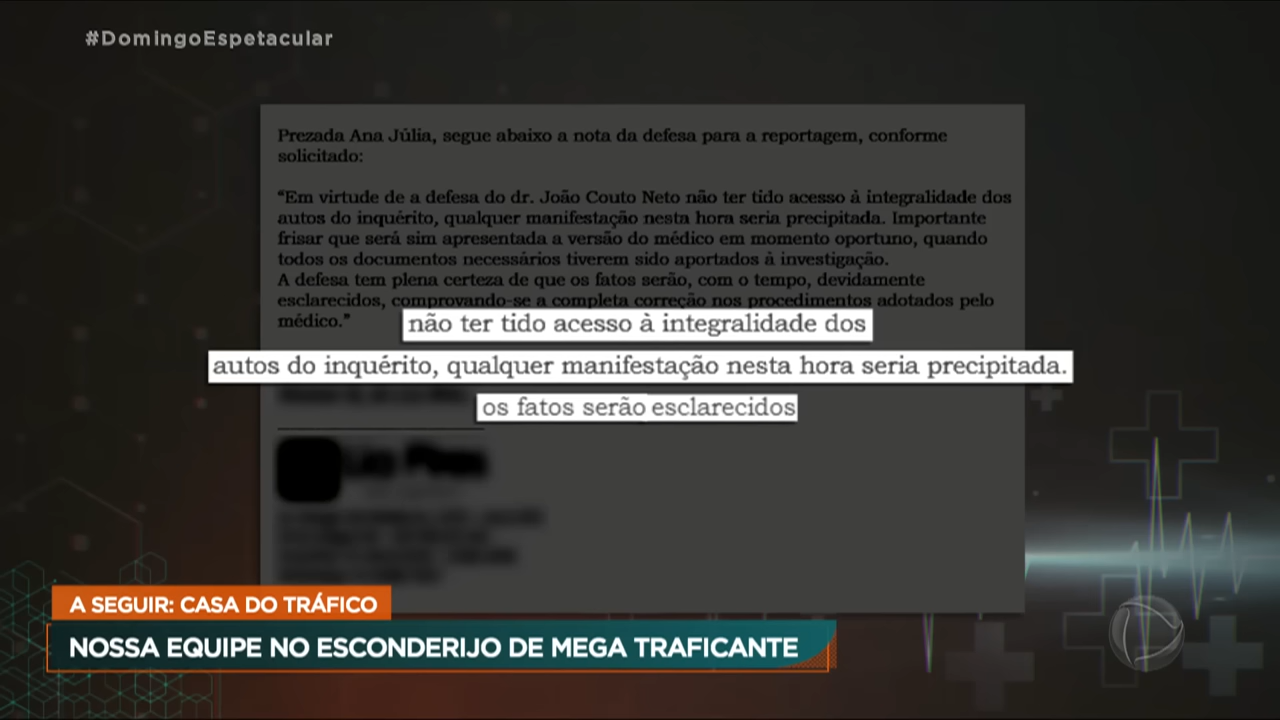 #DomingoEspetacular
Prezada Ana Júlia, segue abaixo a nota da defesa para a reportagem, conforme
solicitado:
“Em virtude de a defesa do dr. João Couto Neto não ter tido acesso à integralidade dos
autos do inquérito, qualquer manifestação nesta hora seria precipitada. Importante
frisar que será sim apresentada a versão do médico em momento oportuno, quando
todos os documentos necessários tiverem sido aportados à investigação.
A defesa tem plena certeza de que os fatos serão, com o tempo, devidamente
esclarecidos, comprovando-se a completa correção nos procedimentos adotados pelo
médico.”
não ter tido acesso à integralidade dos
autos do inquérito, qualquer manifestação nesta hora seria precipitada.
os fatos serão esclarecidos
A SEGUIR: CASA DO TRÁFICO
NOSSA EQUIPE NO ESCONDERIJO DE MEGA TRAFICANTE